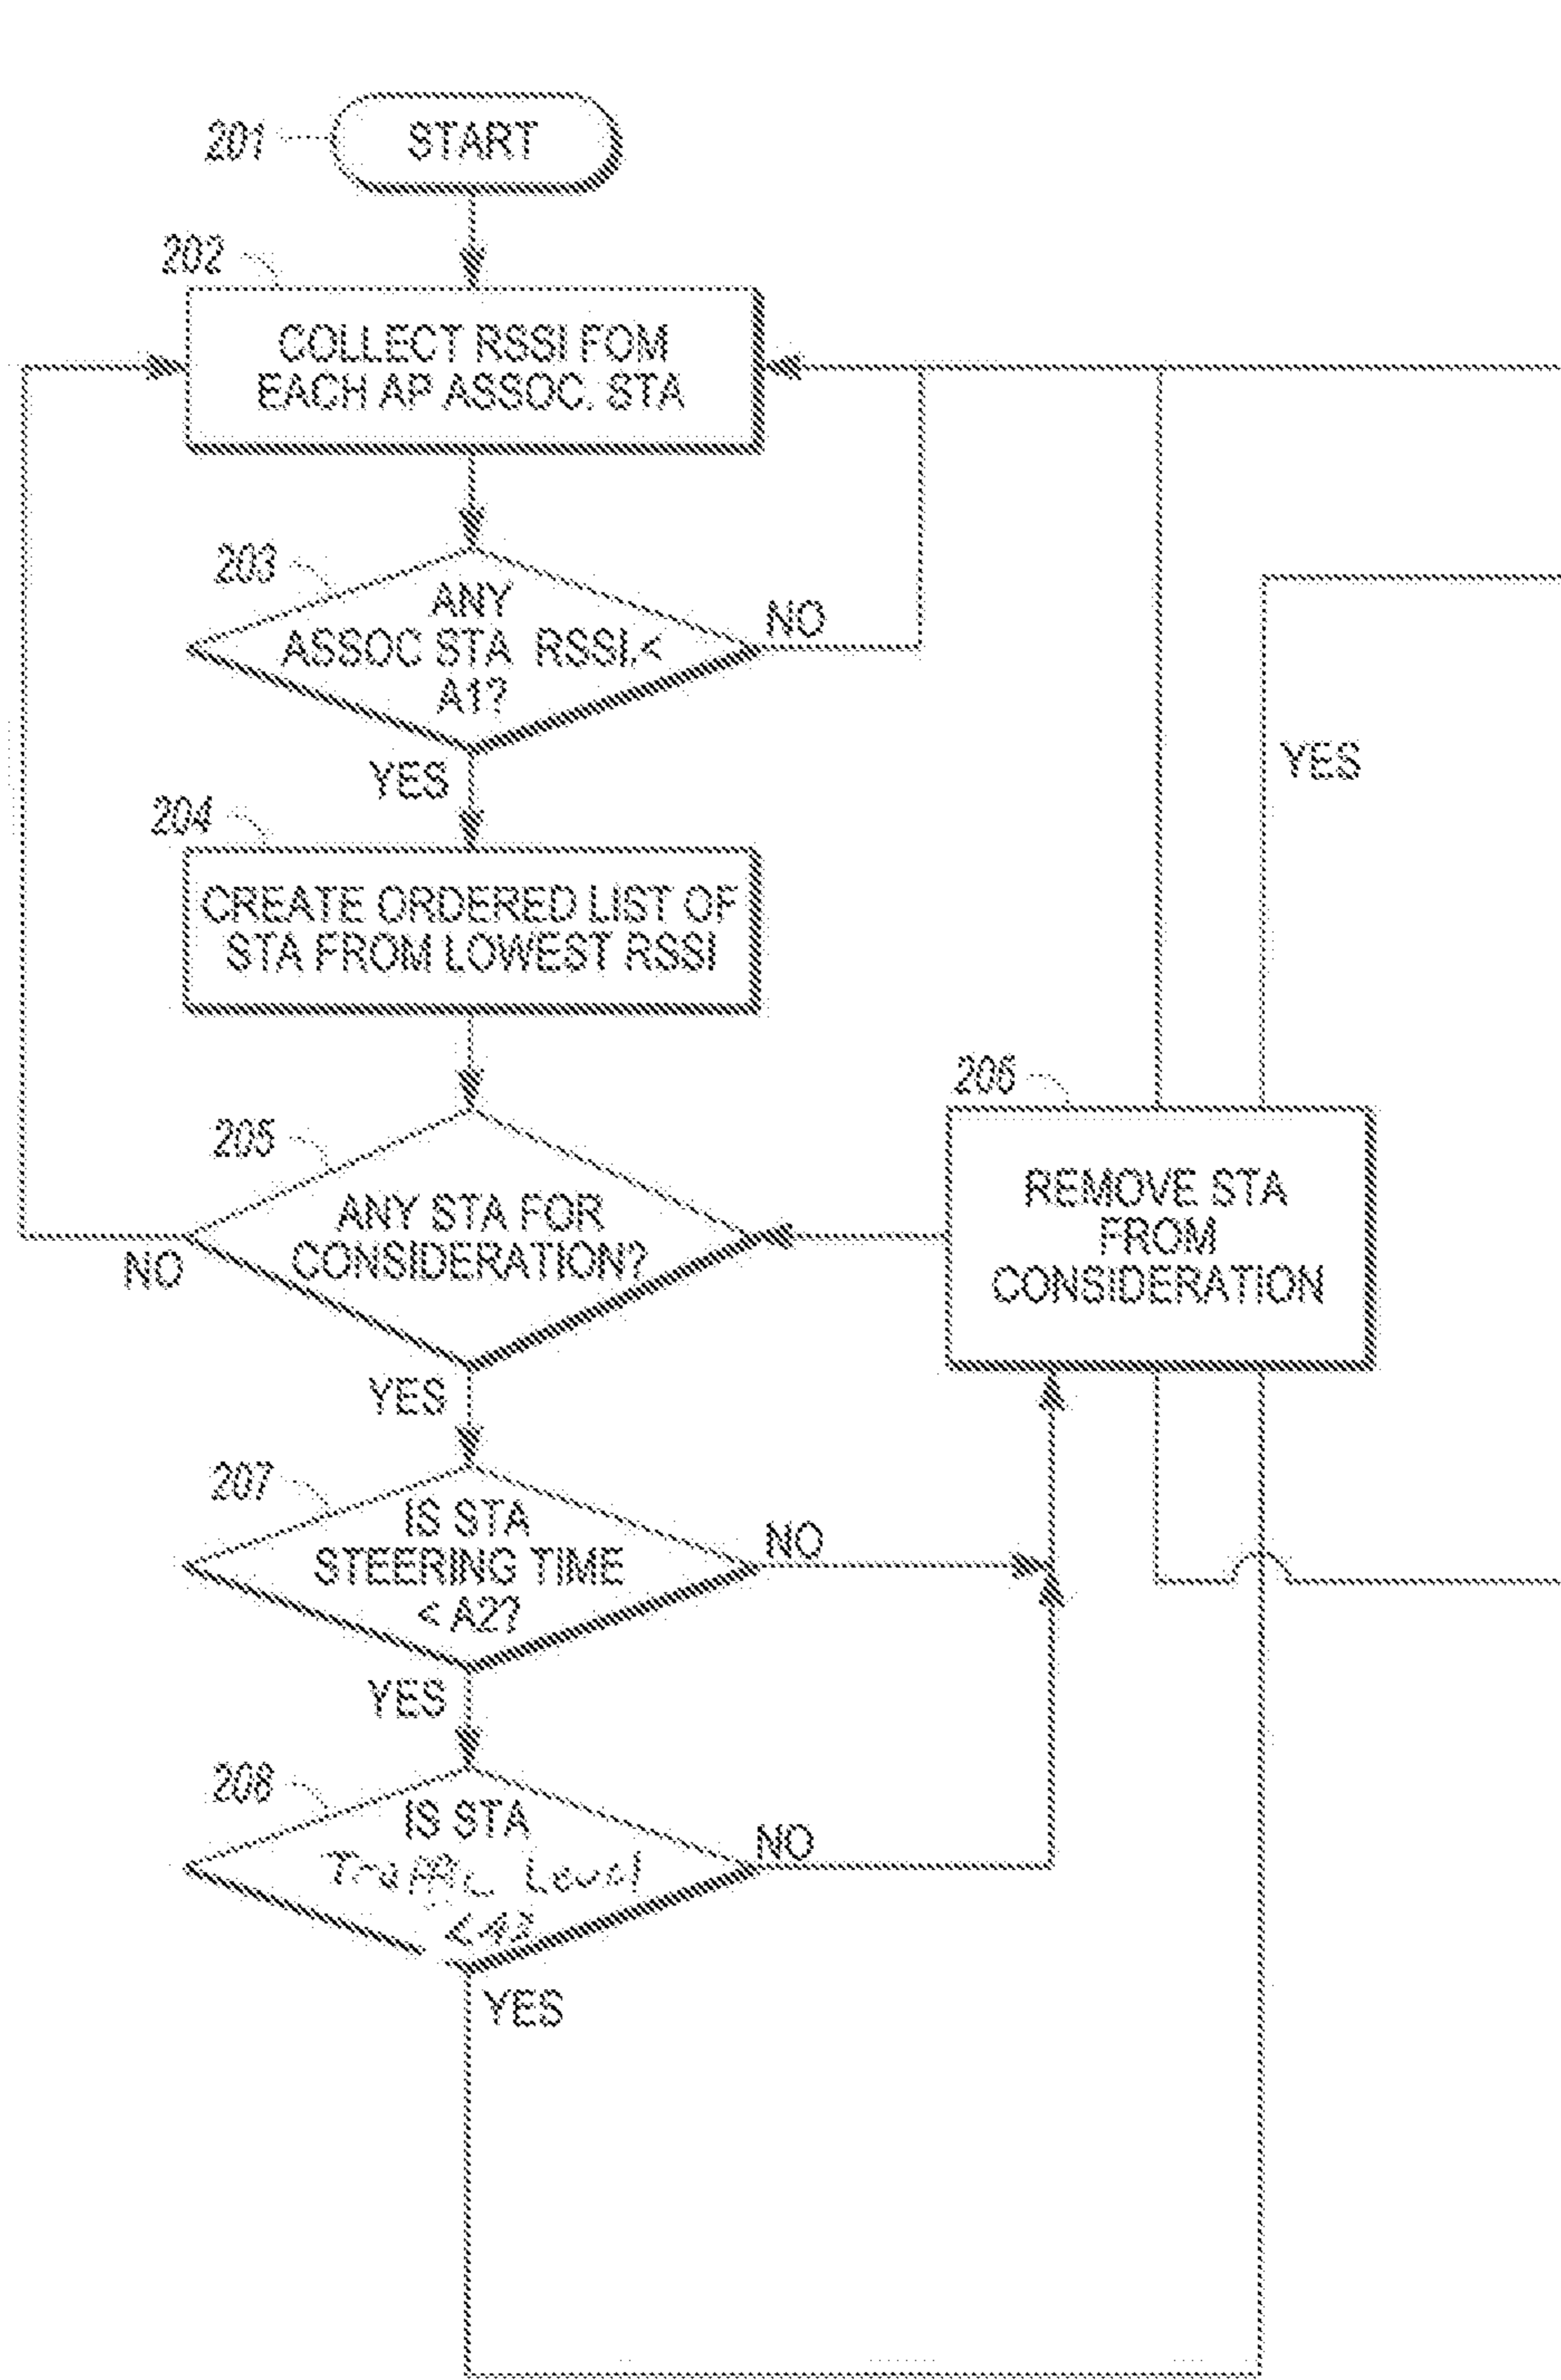 201
START
202
COLLECT RSSI FOM
EACH AP ASSOC. STA
203
ANY
ASSOC STA RSSI.<
A1?
NO
YES
YES
204
CREATE ORDERED LIST OF
STA FROM LOWEST RSSI
205
ANY STA FOR
CONSIDERATION?
NO
YES
206
REMOVE STA
FROM
CONSIDERATION
207
IS STA
STEERING TIME
< A2?
NO
YES
208
IS STA
Traffic Level
<A3
NO
YES